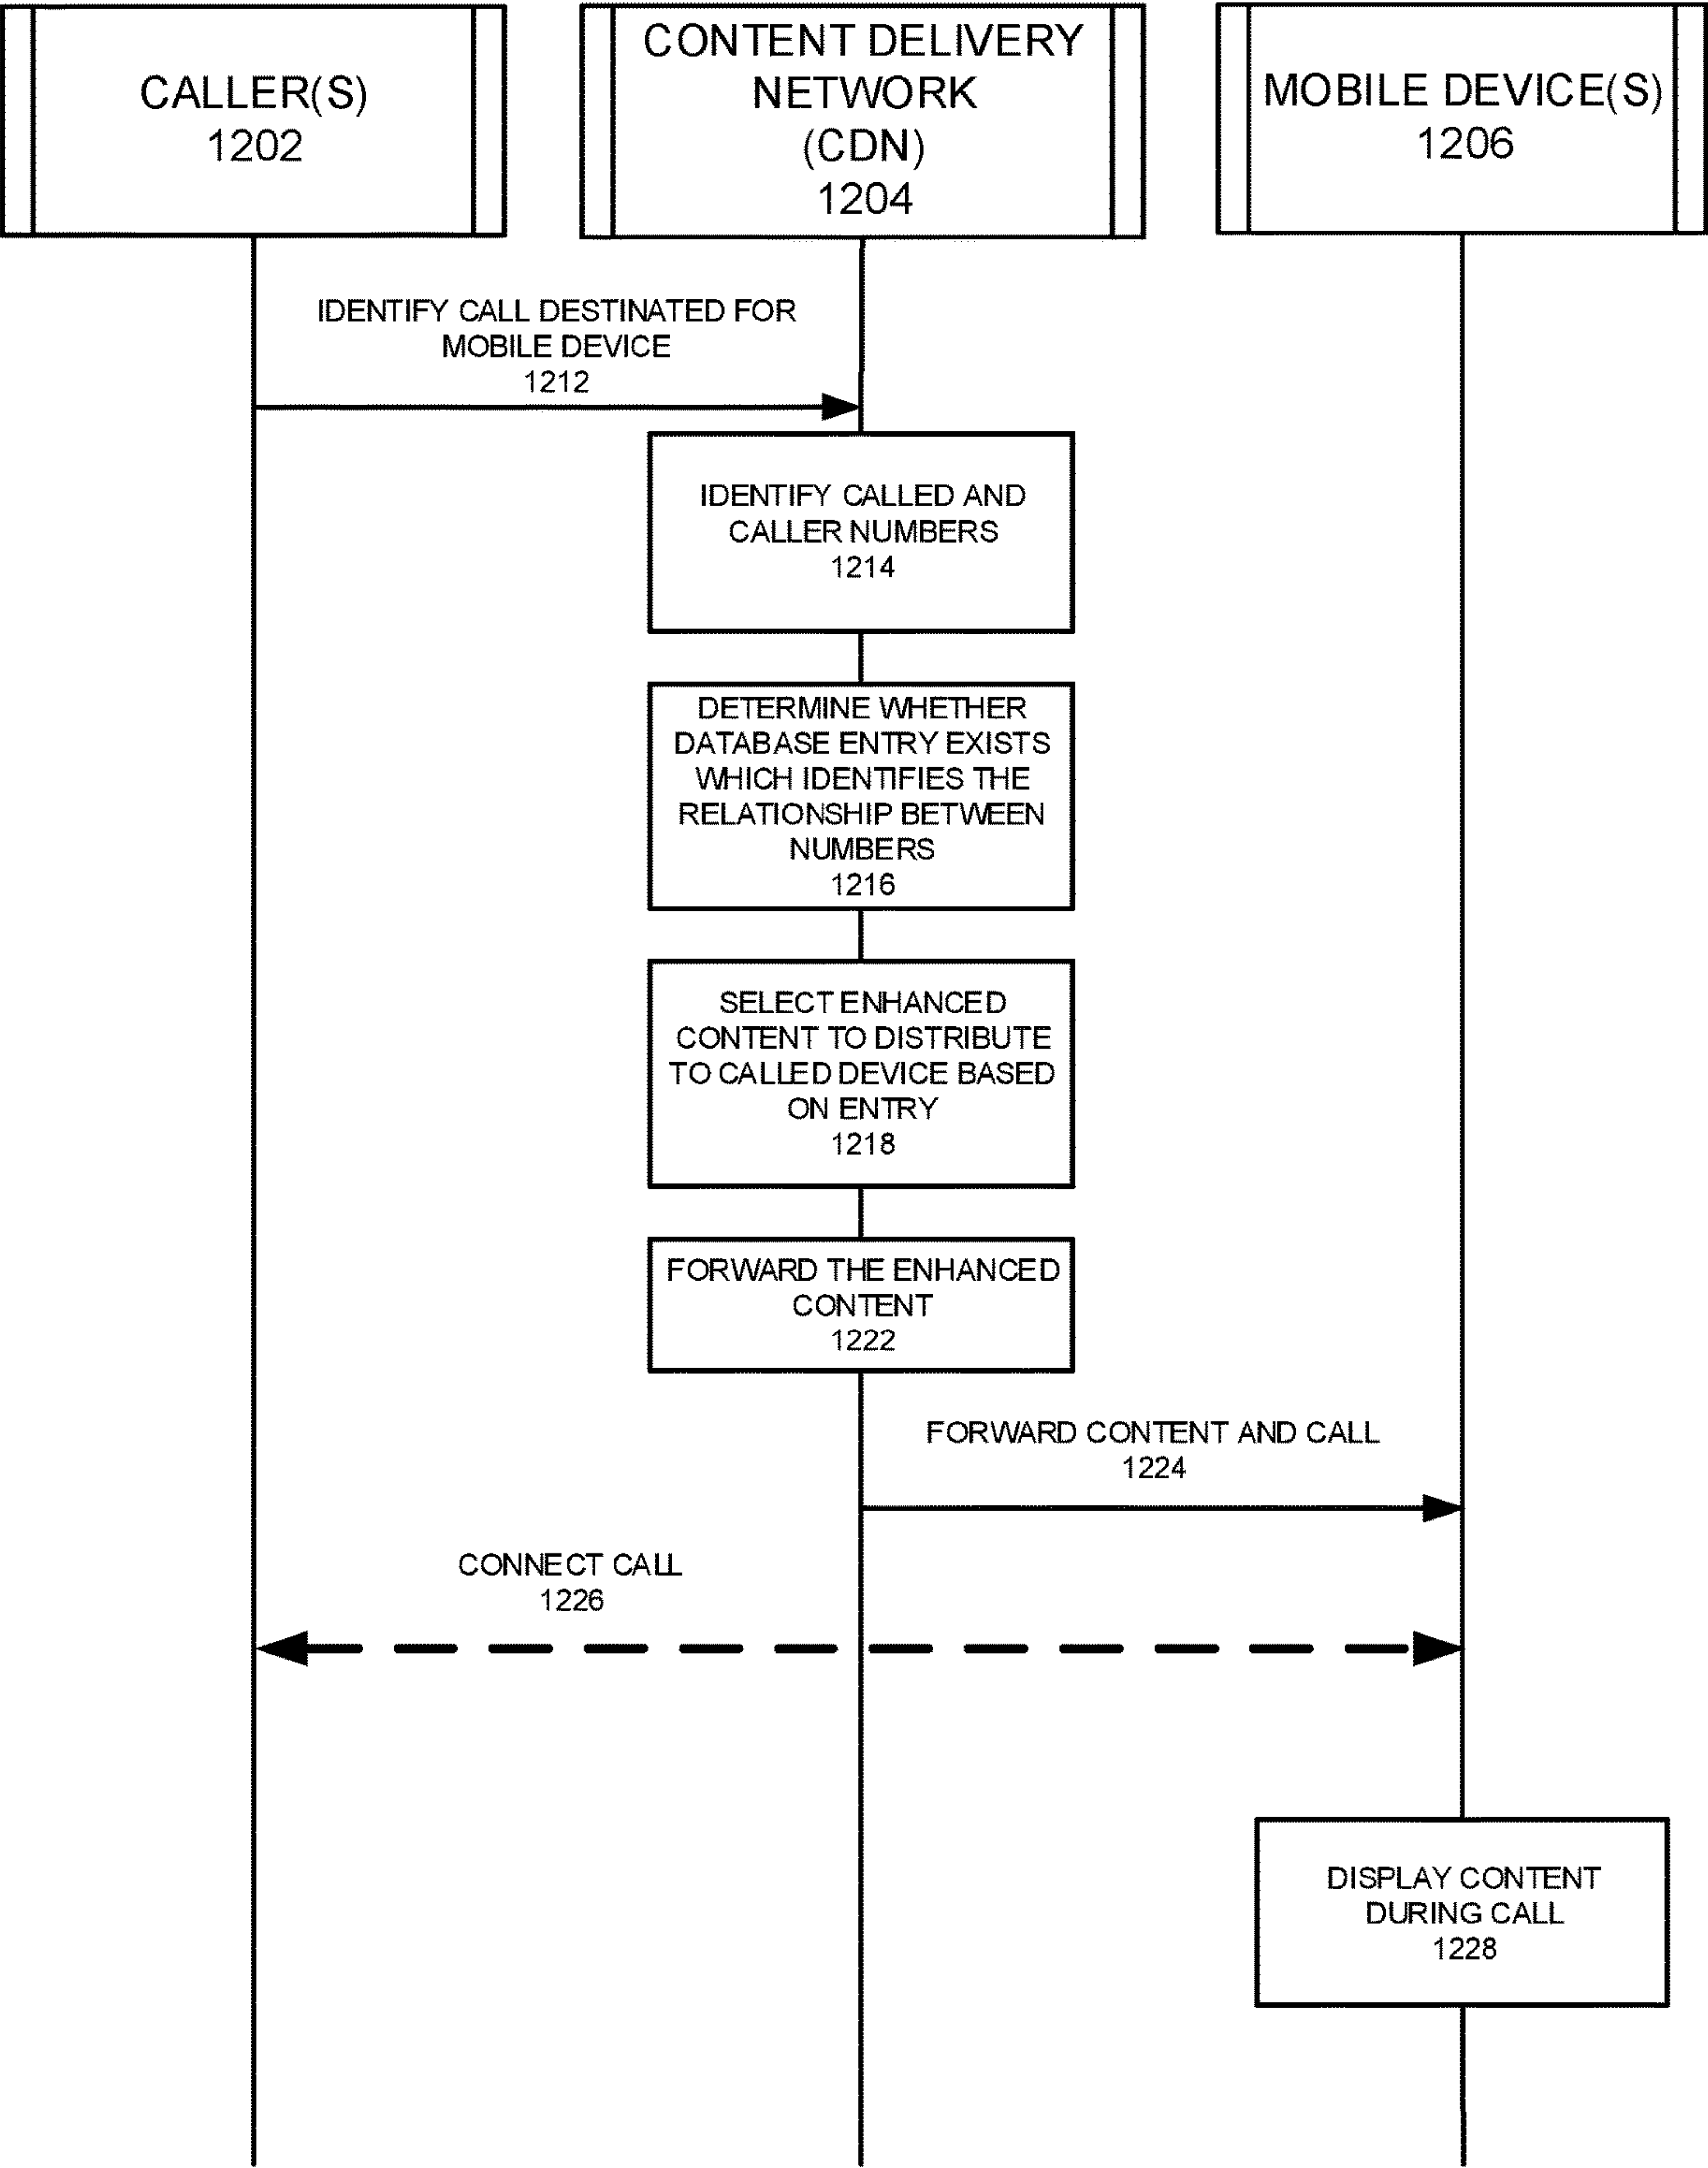 CALLER(S)
1202
CONTENT DELIVERY
NETWORK
(CDN)
1204
MOBILE DEVICE(S)
1206
IDENTIFY CALL DESTINATED FOR
MOBILE DEVICE
1212
IDENTIFY CALLED AND
CALLER NUMBERS
1214
DETERMINE WHETHER
DATABASE ENTRY EXISTS
WHICH IDENTIFIES THE
RELATIONSHIP BETWEEN
NUMBERS
1216
SELECT ENHANCED
CONTENT TO DISTRIBUTE
TO CALLED DEVICE BASED
ON ENTRY
1218
FORWARD THE ENHANCED
CONTENT
1222
FORWARD CONTENT AND CALL
1224
CONNECT CALL
1226
DISPLAY CONTENT
DURING CALL
1228